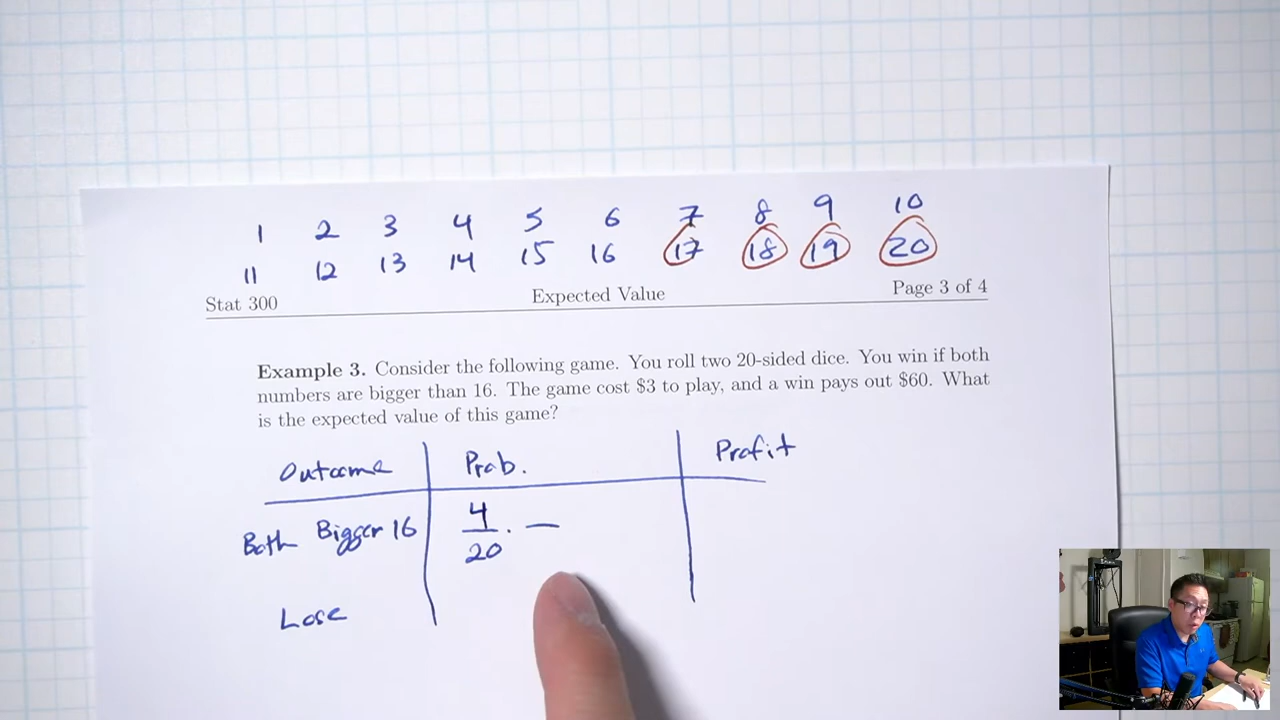 1 2 3 4 5 6 7 8 9 10
11 12 13 14 15 16 17 18 19 20
Stat 300 Expected Value Page 3 of 4
Example 3. Consider the following game. You roll two 20-sided dice. You win if both
numbers are bigger than 16. The game cost $3 to play, and a win pays out $60. What
is the expected value of this game?
Outcome Prob. Profit
Both Bigger 16 4/20 . —
Lose